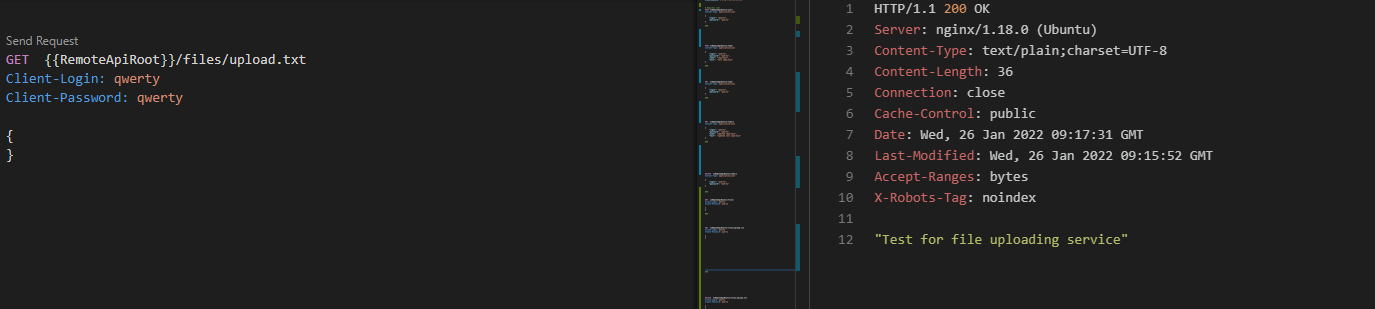 Send Request
GET  {{RemoteApiRoot}}/files/upload.txt
Client-Login: qwerty
Client-Password: qwerty
{
}
1 HTTP/1.1 200 OK
2 Server: nginx/1.18.0 (Ubuntu)
3 Content-Type: text/plain;charset=UTF-8
4 Content-Length: 36
5 Connection: close
6 Cache-Control: public
7 Date: Wed, 26 Jan 2022 09:17:31 GMT
8 Last-Modified: Wed, 26 Jan 2022 09:15:52 GMT
9 Accept-Ranges: bytes
10 X-Robots-Tag: noindex
11
12 "Test for file uploading service"